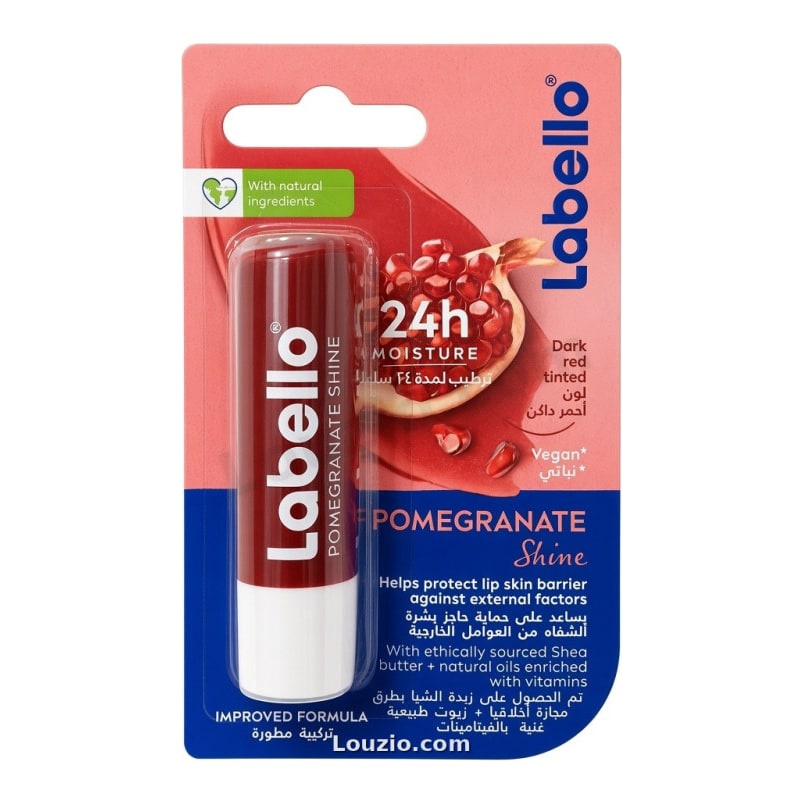 Labello®
With natural
ingredients
24h
MOISTURE
ترطيب لمدة ٢٤
Dark
red
tinted
لون
أحمر داكن
Vegan*
نباتي*
Labello®
POMEGRANATE SHINE
POMEGRANATE
Shine
Helps protect lip skin barrier
against external factors
يساعد على حماية حاجز بشرة
الشفاه من العوامل الخارجية
With ethically sourced Shea
butter + natural oils enriched
with vitamins
تم الحصول على زبدة الشيا بطرق
مجازة أخلاقيا + زيوت طبيعية
غنية بالفيتامينات
IMPROVED FORMULA
تركيبة مطورة
Louzio.com